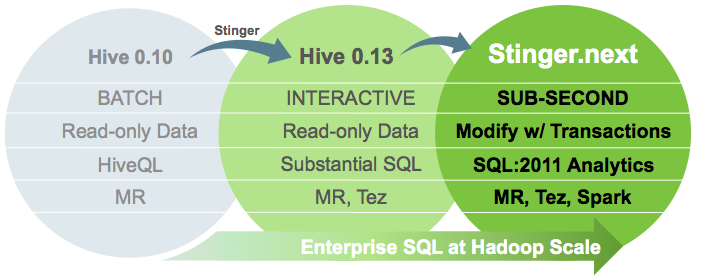 Stinger
Hive 0.10
BATCH
Read-only Data
HiveQL
MR
Hive 0.13
INTERACTIVE
Read-only Data
Substantial SQL
MR, Tez
Stinger.next
SUB-SECOND
Modify w/ Transactions
SQL:2011 Analytics
MR, Tez, Spark
Enterprise SQL at Hadoop Scale